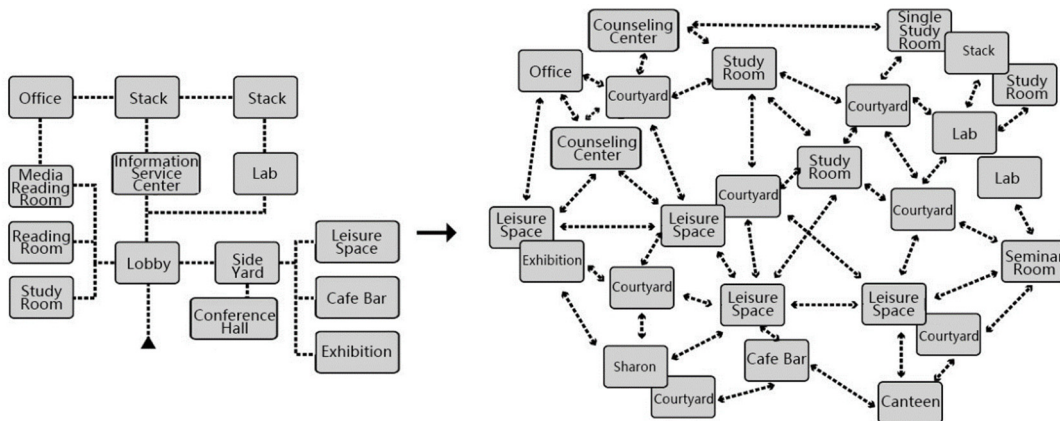 Office
Stack
Stack
Media
Reading
Room
Information
Service
Center
Lab
Reading
Room
Study
Room
Lobby
Side
Yard
Conference
Hall
Leisure
Space
Cafe Bar
Exhibition
Counseling
Center
Single
Study
Room
Stack
Study
Room
Office
Courtyard
Study
Room
Courtyard
Lab
Counseling
Center
Study
Room
Lab
Courtyard
Courtyard
Leisure
Space
Exhibition
Leisure
Space
Seminar
Room
Courtyard
Leisure
Space
Leisure
Space
Courtyard
Sharon
Courtyard
Cafe Bar
Canteen